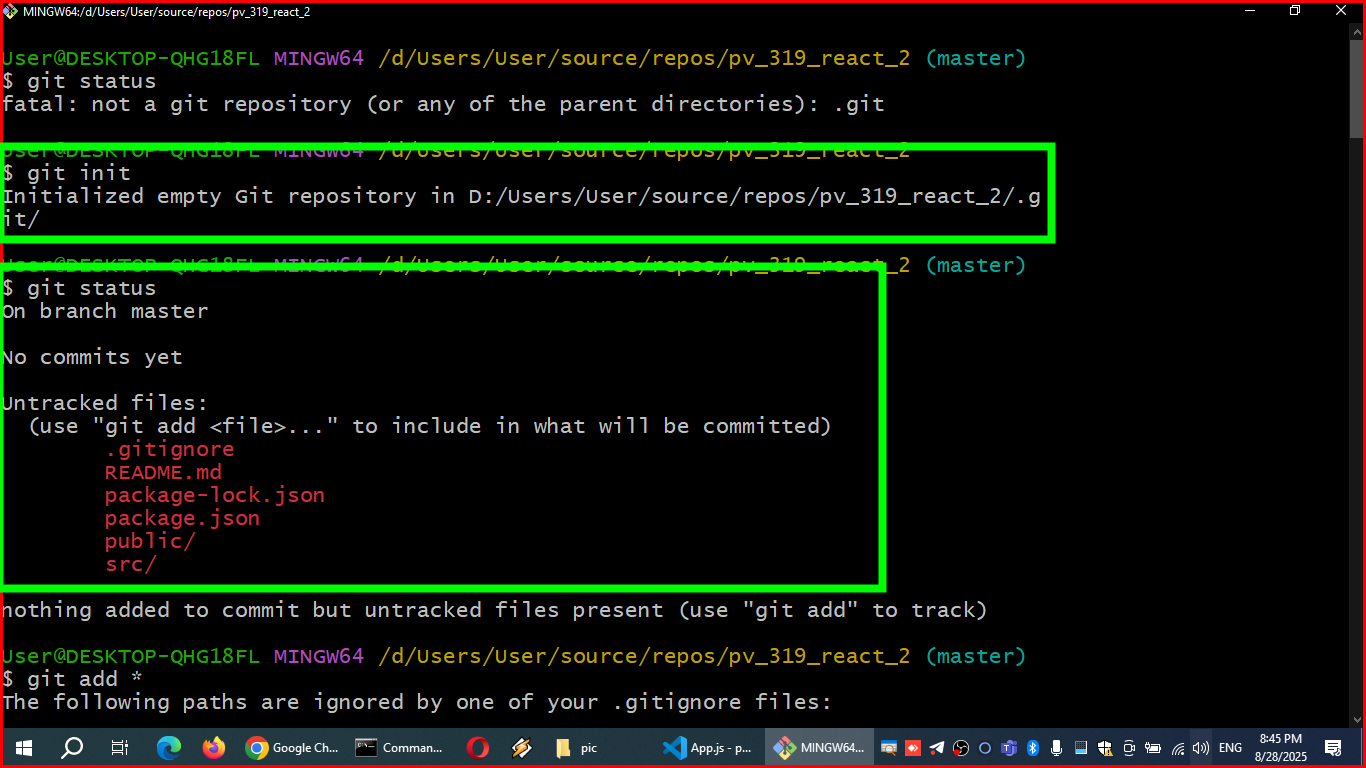 MINGW64:/d/Users/User/source/repos/pv_319_react_2
User@DESKTOP-QHG18FL MINGW64 /d/Users/User/source/repos/pv_319_react_2 (master)
$ git status
fatal: not a git repository (or any of the parent directories): .git
User@DESKTOP-QHG18FL MINGW64 /d/Users/User/source/repos/pv_319_react_2
$ git init
Initialized empty Git repository in D:/Users/User/source/repos/pv_319_react_2/.g
it/
User@DESKTOP-QHG18FL MINGW64 /d/Users/User/source/repos/pv_319_react_2 (master)
$ git status
On branch master
No commits yet
Untracked files:
(use "git add <file>..." to include in what will be committed)
.gitignore
README.md
package-lock.json
package.json
public/
src/
nothing added to commit but untracked files present (use "git add" to track)
User@DESKTOP-QHG18FL MINGW64 /d/Users/User/source/repos/pv_319_react_2 (master)
$ git add *
The following paths are ignored by one of your .gitignore files:
Google Ch... Comman... pic App.js - p... MINGW64... ENG 8:45 PM
8/28/2025